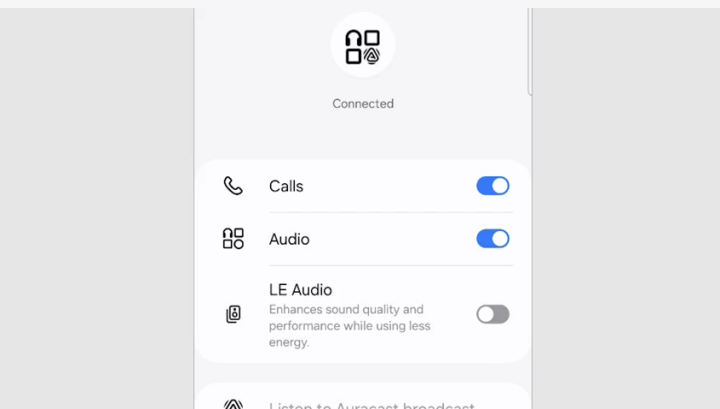 Connected
Calls
Audio
LE Audio
Enhances sound quality and
performance while using less
energy.
Listen to Auracast broadcast